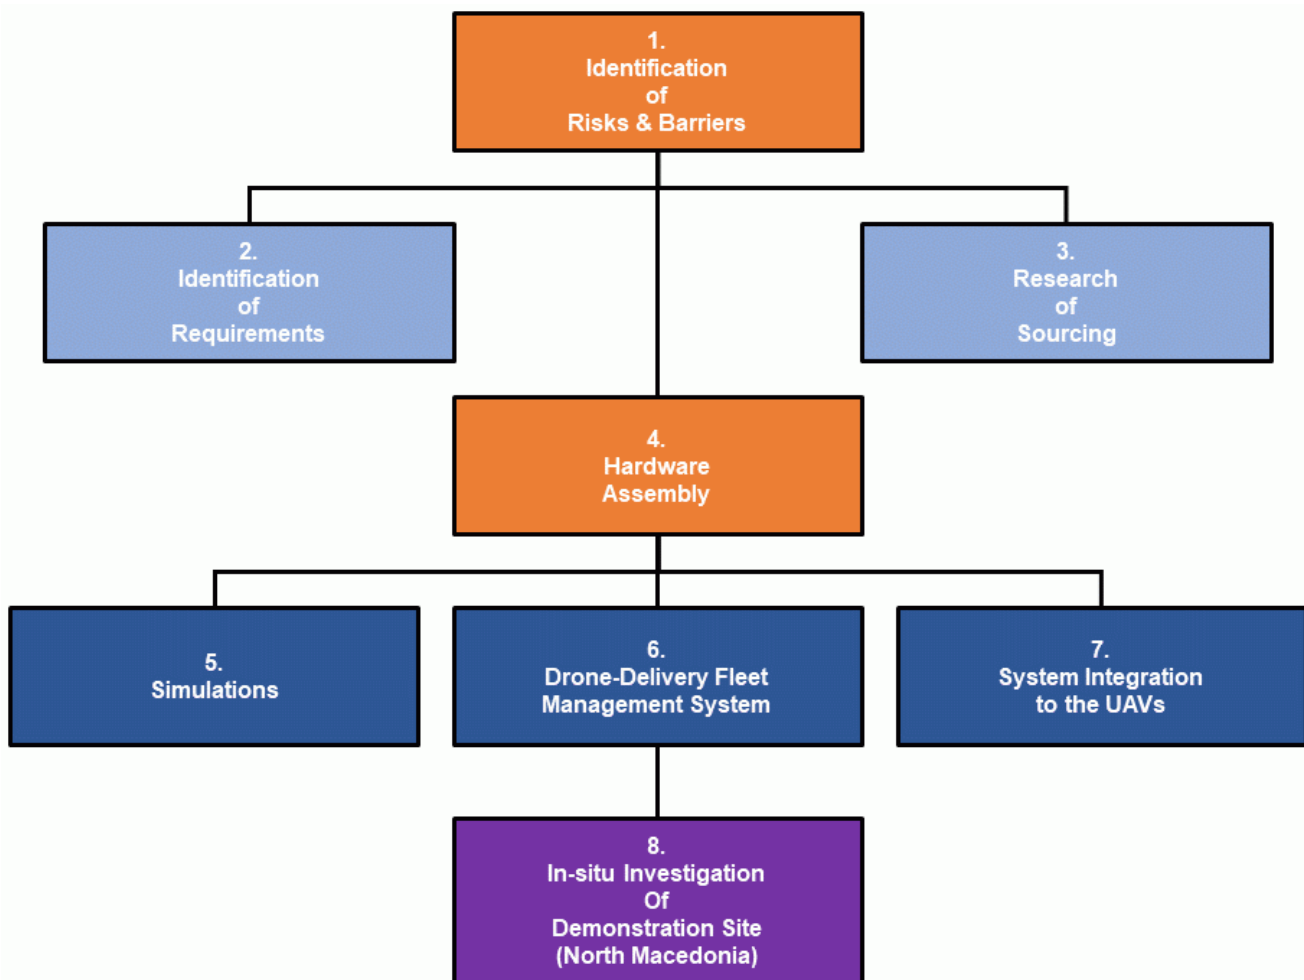 1.
Identification
of
Risks & Barriers
2.
Identification
of
Requirements
3.
Research
of
Sourcing
4.
Hardware
Assembly
5.
Simulations
6.
Drone-Delivery Fleet
Management System
7.
System Integration
to the UAVs
8.
In-situ Investigation
Of
Demonstration Site
(North Macedonia)